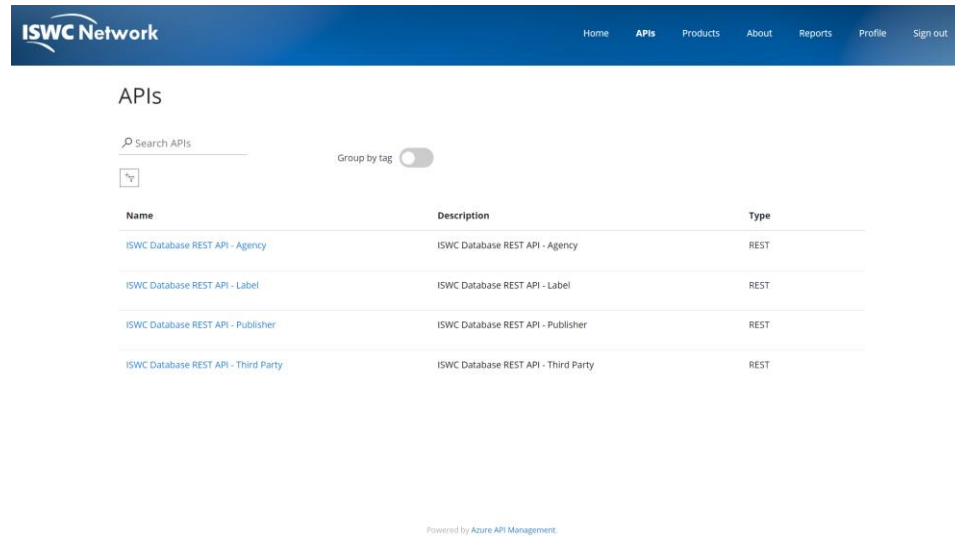 ISWC Network
Home APIs Products About Reports Profile Sign out
APIs
Search APIs
Group by tag
Name Description Type
ISWC Database REST API - Agency ISWC Database REST API - Agency REST
ISWC Database REST API - Label ISWC Database REST API - Label REST
ISWC Database REST API - Publisher ISWC Database REST API - Publisher REST
ISWC Database REST API - Third Party ISWC Database REST API - Third Party REST
Powered by Azure API Management.